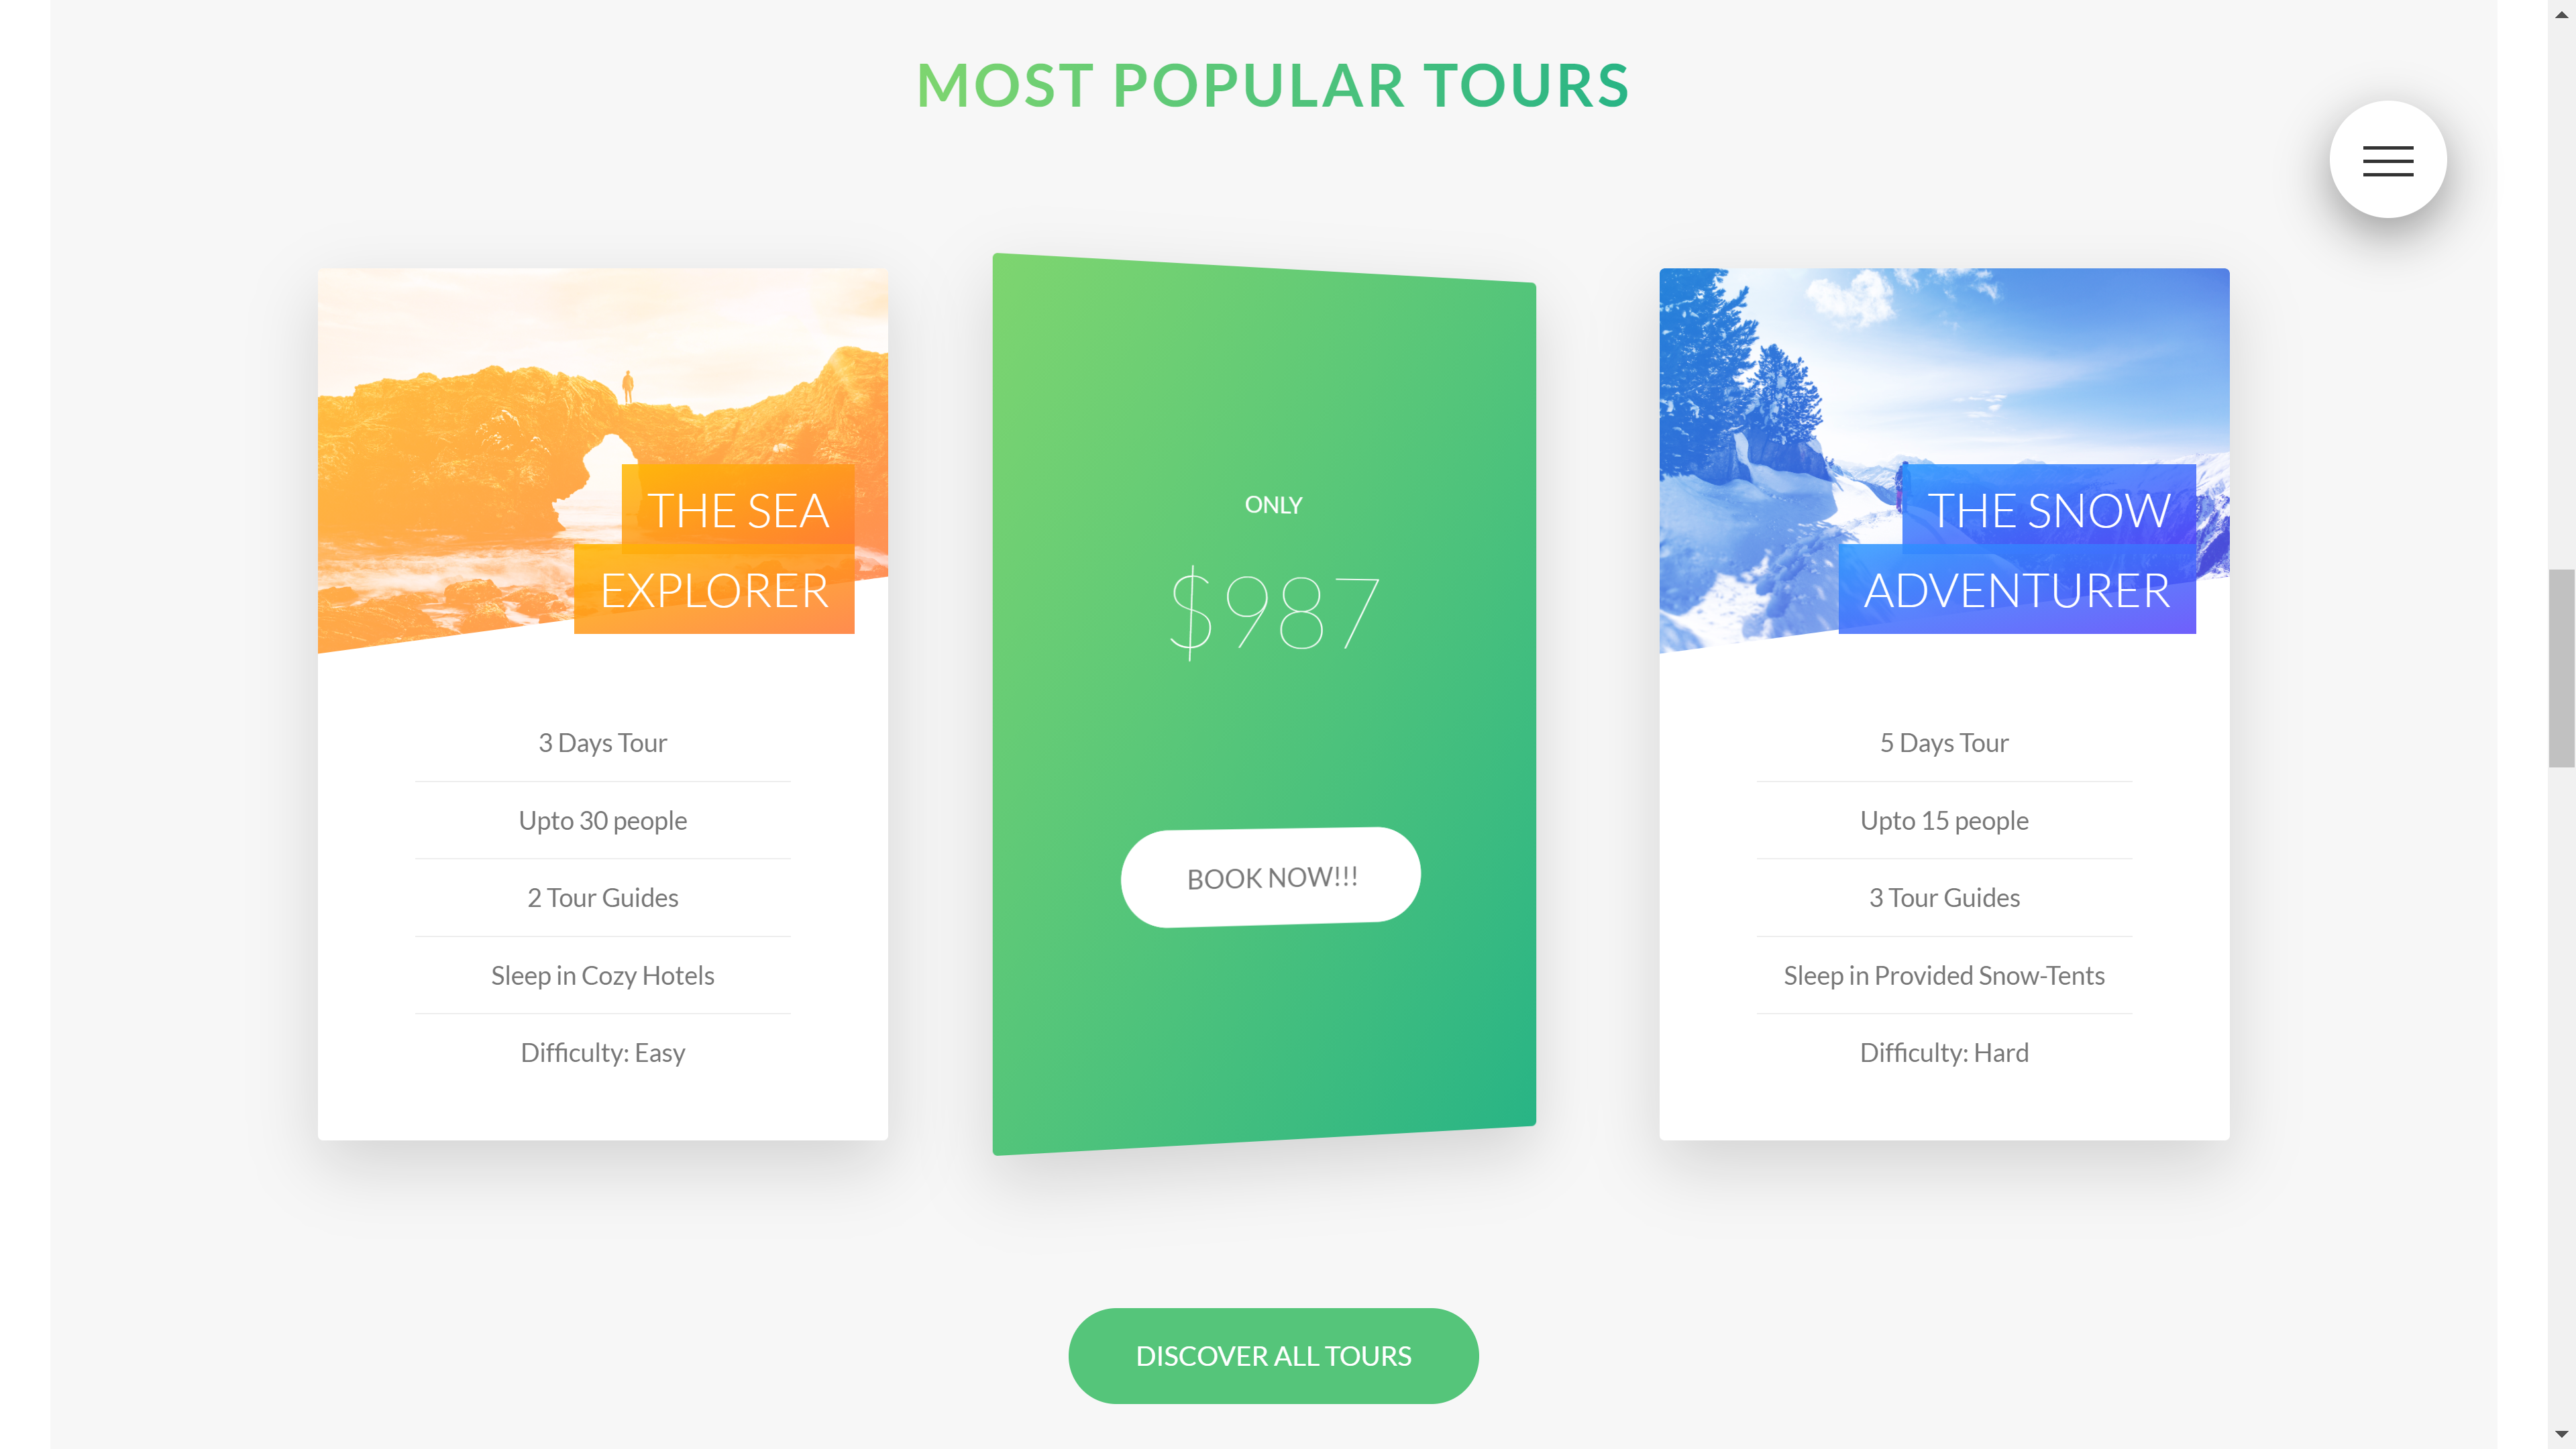 MOST POPULAR TOURS
THE SEA
EXPLORER
3 Days Tour
Upto 30 people
2 Tour Guides
Sleep in Cozy Hotels
Difficulty: Easy
ONLY
$987
BOOK NOW!!!
THE SNOW
ADVENTURER
5 Days Tour
Upto 15 people
3 Tour Guides
Sleep in Provided Snow-Tents
Difficulty: Hard
DISCOVER ALL TOURS